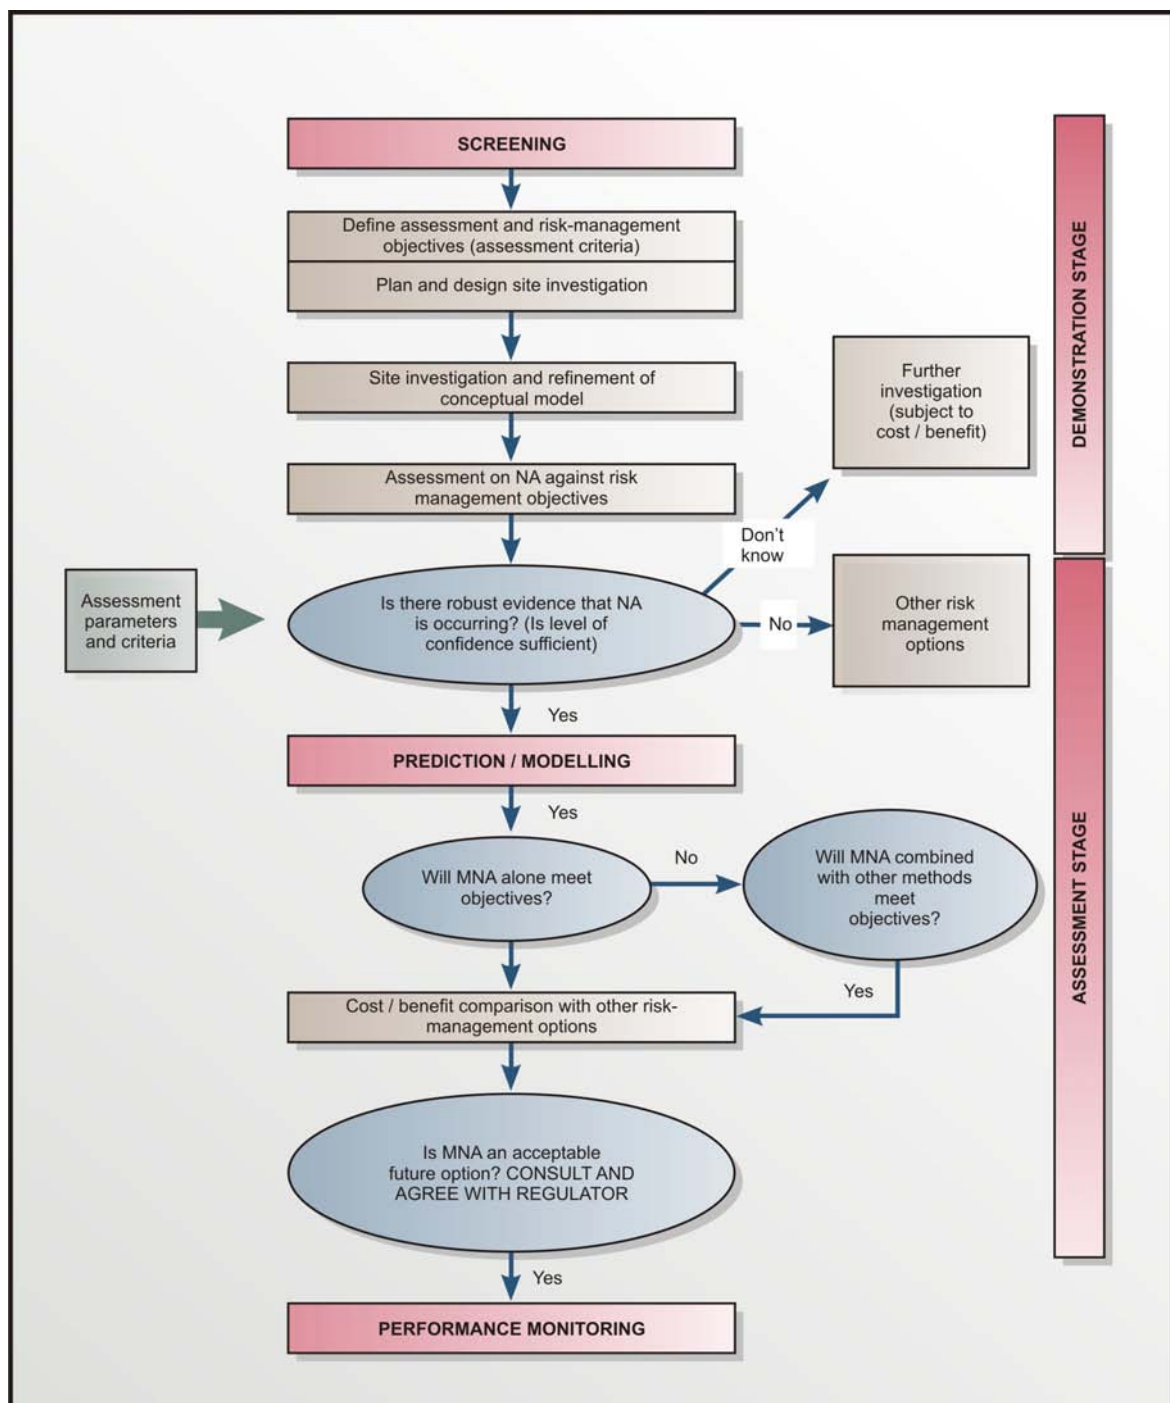 SCREENING
Define assessment and risk-management
objectives (assessment criteria)
Plan and design site investigation
Site investigation and refinement of
conceptual model
Further
investigation
(subject to
cost / benefit)
DEMONSTRATION STAGE
Assessment on NA against risk
management objectives
Don't
know
Assessment
parameters
and criteria
Is there robust evidence that NA
is occurring? (Is level of
confidence sufficient)
No
Other risk
management
options
Yes
PREDICTION / MODELLING
Yes
Will MNA alone meet
objectives?
No
Will MNA combined
with other methods
meet
objectives?
ASSESSMENT STAGE
Yes
Cost / benefit comparison with other risk-
management options
Is MNA an acceptable
future option? CONSULT AND
AGREE WITH REGULATOR
Yes
PERFORMANCE MONITORING